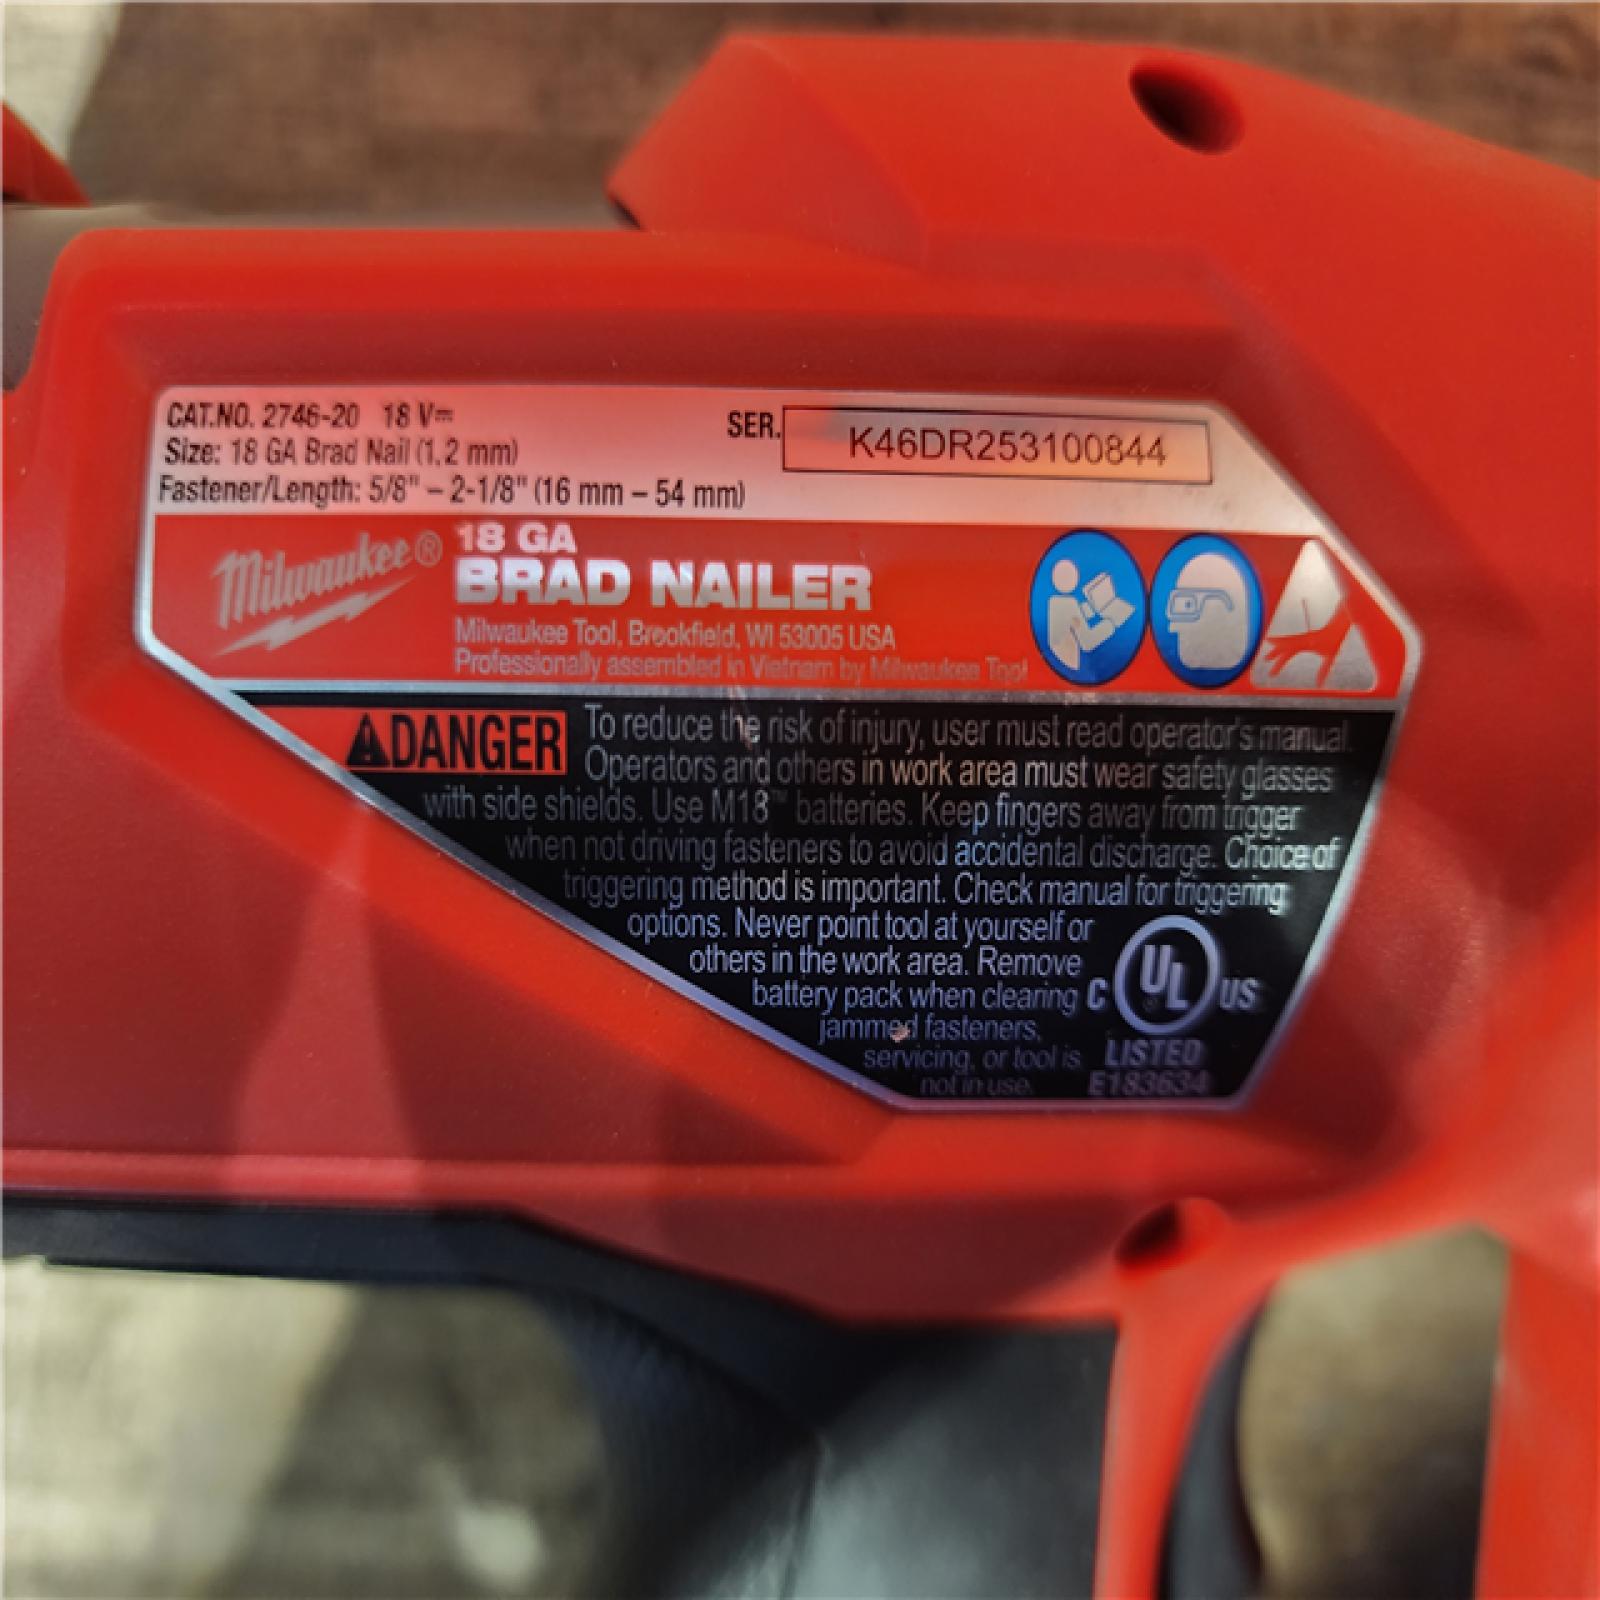 CAT.NO. 2746-20 18 V⎓
SER. K46DR253100844
Size: 18 GA Brad Nail (1,2 mm)
Fastener/Length: 5/8" – 2-1/8" (16 mm – 54 mm)
Milwaukee®
18 GA
BRAD NAILER
Milwaukee Tool, Brookfield, WI 53005 USA
Professionally assembled in Vietnam by Milwaukee Tool
DANGER To reduce the risk of injury, user must read operator's manual.
Operators and others in work area must wear safety glasses
with side shields. Use M18™ batteries. Keep fingers away from trigger
when not driving fasteners to avoid accidental discharge. Choice of
triggering method is important. Check manual for triggering
options. Never point tool at yourself or
others in the work area. Remove
battery pack when clearing
jammed fasteners,
servicing, or tool is
not in use.
C UL® US
LISTED
E183634